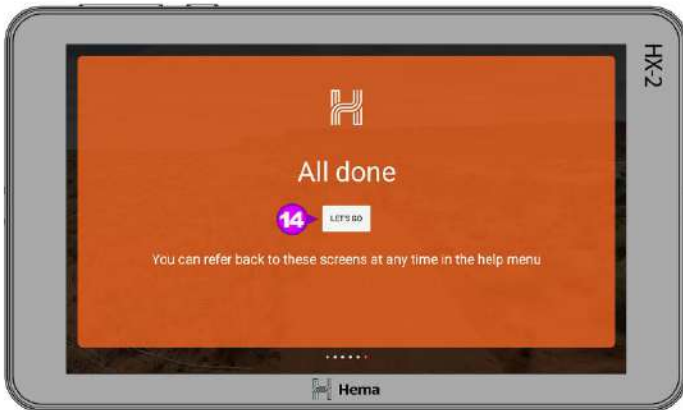 HX-2
All done
14
LET'S GO
You can refer back to these screens at any time in the help menu
Hema